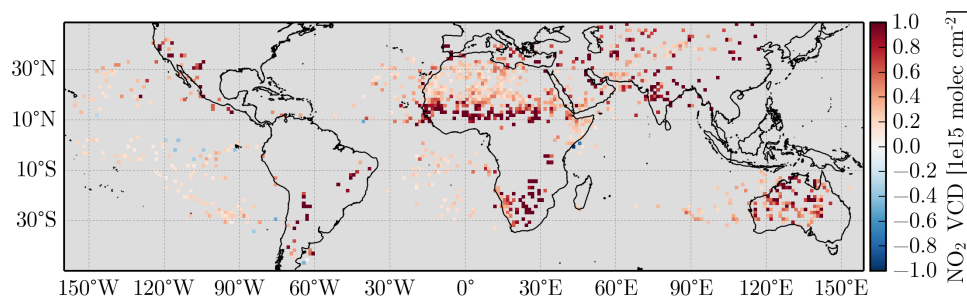 30°N
10°N
10°S
30°S
150°W 120°W 90°W 60°W 30°W 0° 30°E 60°E 90°E 120°E 150°E
1.0
0.8
0.6
0.4
0.2
0.0
−0.2
−0.4
−0.6
−0.8
−1.0
NO₂ VCD [1e15 molec cm⁻²]